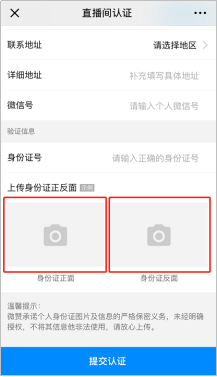 直播间认证
联系地址 请选择地区
详细地址 补充填写具体地址
微信号 请输入个人微信号
验证信息
身份证号 请输入正确的身份证号
上传身份证正反面
身份证正面 身份证反面
温馨提示：
微赞承诺个人身份证图片及信息的严格保密义务，未经明确
授权，不将其信息他非法使用，请放心上传。
提交认证